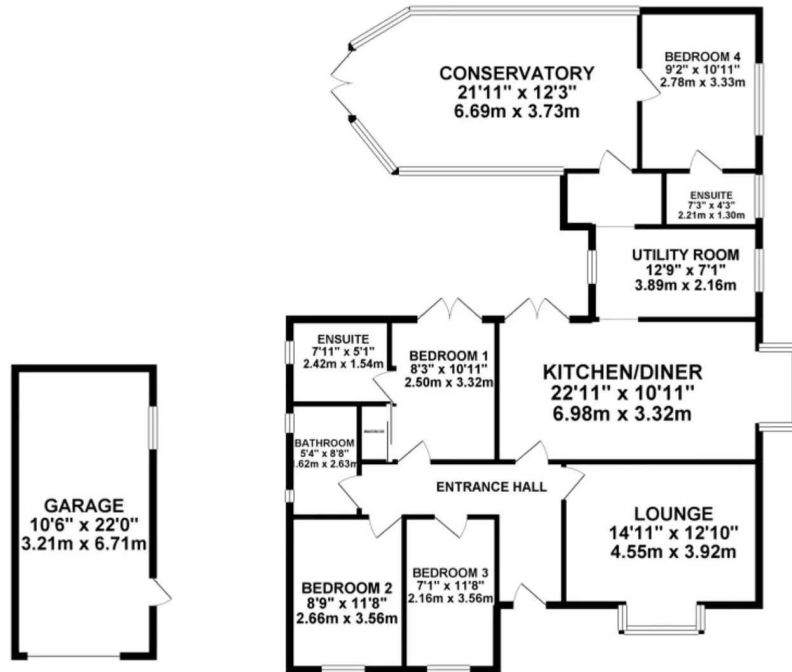 CONSERVATORY
21'11" x 12'3"
6.69m x 3.73m
BEDROOM 4
9'2" x 10'11"
2.78m x 3.33m
ENSUITE
7'3" x 4'3"
2.21m x 1.30m
UTILITY ROOM
12'9" x 7'1"
3.89m x 2.16m
ENSUITE
7'11" x 5'1"
2.42m x 1.54m
BEDROOM 1
8'3" x 10'11"
2.50m x 3.32m
KITCHEN/DINER
22'11" x 10'11"
6.98m x 3.32m
BATHROOM
5'4" x 8'8"
1.62m x 2.63m
ENTRANCE HALL
GARAGE
10'6" x 22'0"
3.21m x 6.71m
LOUNGE
14'11" x 12'10"
4.55m x 3.92m
BEDROOM 2
8'9" x 11'8"
2.66m x 3.56m
BEDROOM 3
7'1" x 11'8"
2.16m x 3.56m